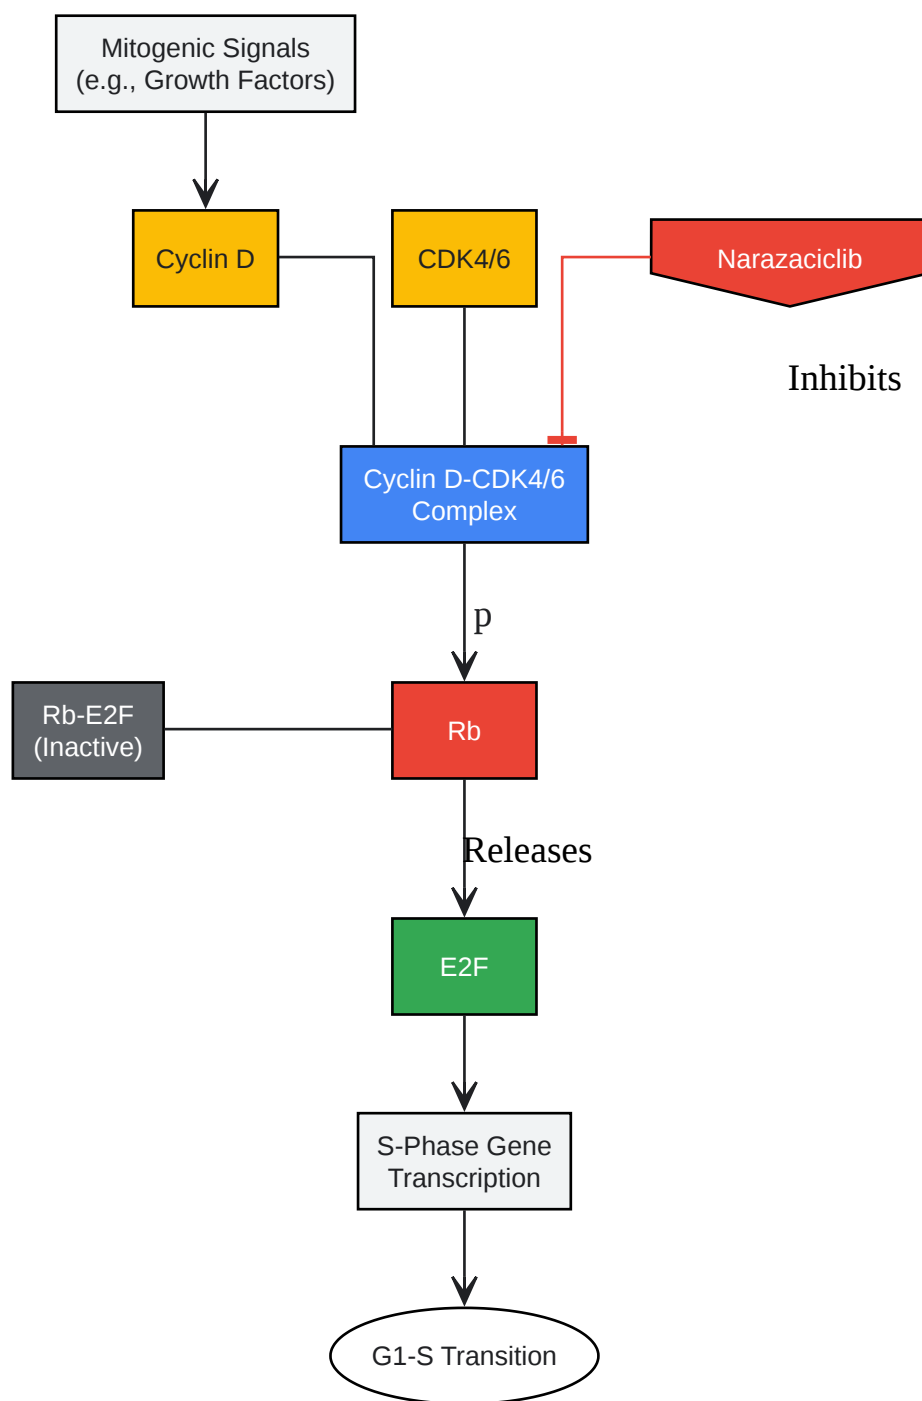 Mitogenic Signals
(e.g., Growth Factors)
Cyclin D
CDK4/6
Narazaciclib
Inhibits
Cyclin D-CDK4/6
Complex
p
Rb-E2F
(Inactive)
Rb
Releases
E2F
S-Phase Gene
Transcription
G1-S Transition